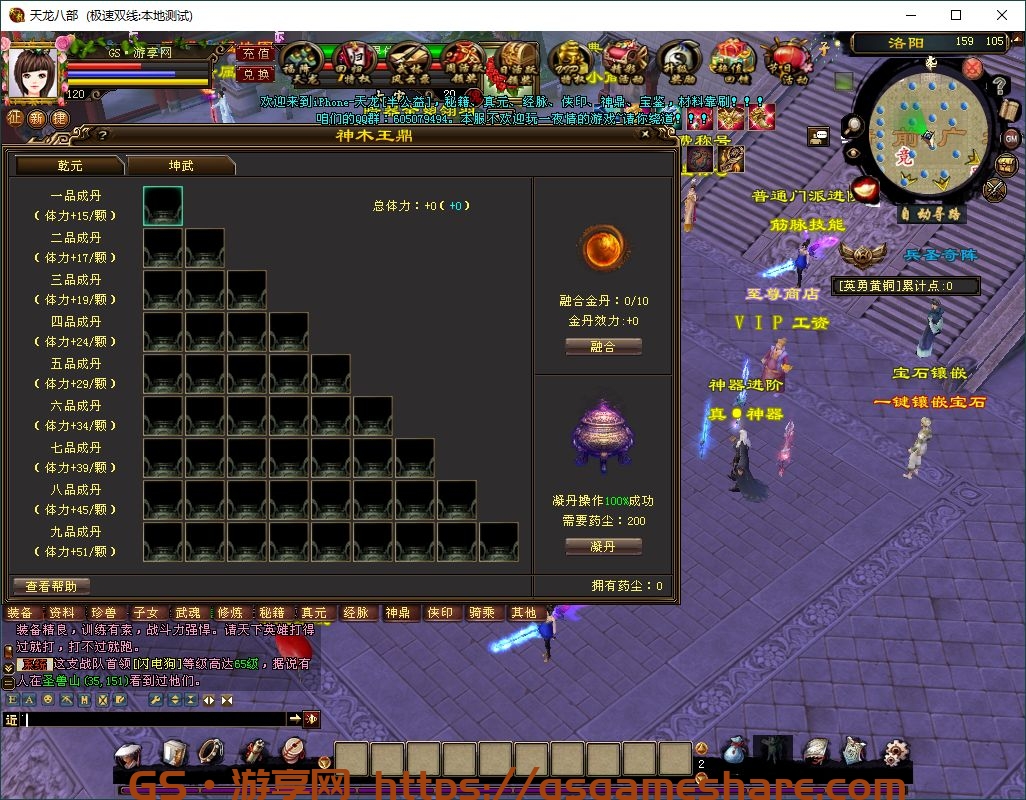 天龙八部 (极速双线:本地测试)
GS·游享网
充值
兑换
120
征 新 建
洛阳 159 105
GM
欢迎来到iPhone-天龙[半公益]，秘籍、真元、经脉、侠印、神鼎、宝鉴，材料靠刷！！！
咱们的QQ群：605079494。本服不欢迎玩一夜情的游戏~请你绕道！！！
神木王鼎
乾元 坤武
一品成丹
(体力+15/颗)
二品成丹
(体力+17/颗)
三品成丹
(体力+19/颗)
四品成丹
(体力+24/颗)
五品成丹
(体力+29/颗)
六品成丹
(体力+34/颗)
七品成丹
(体力+39/颗)
八品成丹
(体力+45/颗)
九品成丹
(体力+51/颗)
总体力：+0(+0)
融合金丹：0/10
金丹效力：+0
融合
凝丹操作100%成功
需要药尘：200
凝丹
查看帮助
拥有药尘：0
自动寻路
普通门派进阶
筋脉技能
兵圣奇阵
[英勇黄铜]累计点:0
至尊商店
VIP工资
宝石镶嵌
一键镶嵌宝石
神器进阶
真●神器
装备 资料 珍兽 子女 武魂 修炼 秘籍 真元 经脉 神鼎 侠印 骑乘 其他
装备精良，训练有素，战斗力强悍。请天下英雄打得
过就打，打不过就跑。
系统 这支战队首领[闪电狗]等级高达65级，据说有
人在圣兽山(35,151)看到过他们。
近
2
GS·游享网 https://gsgameshare.com